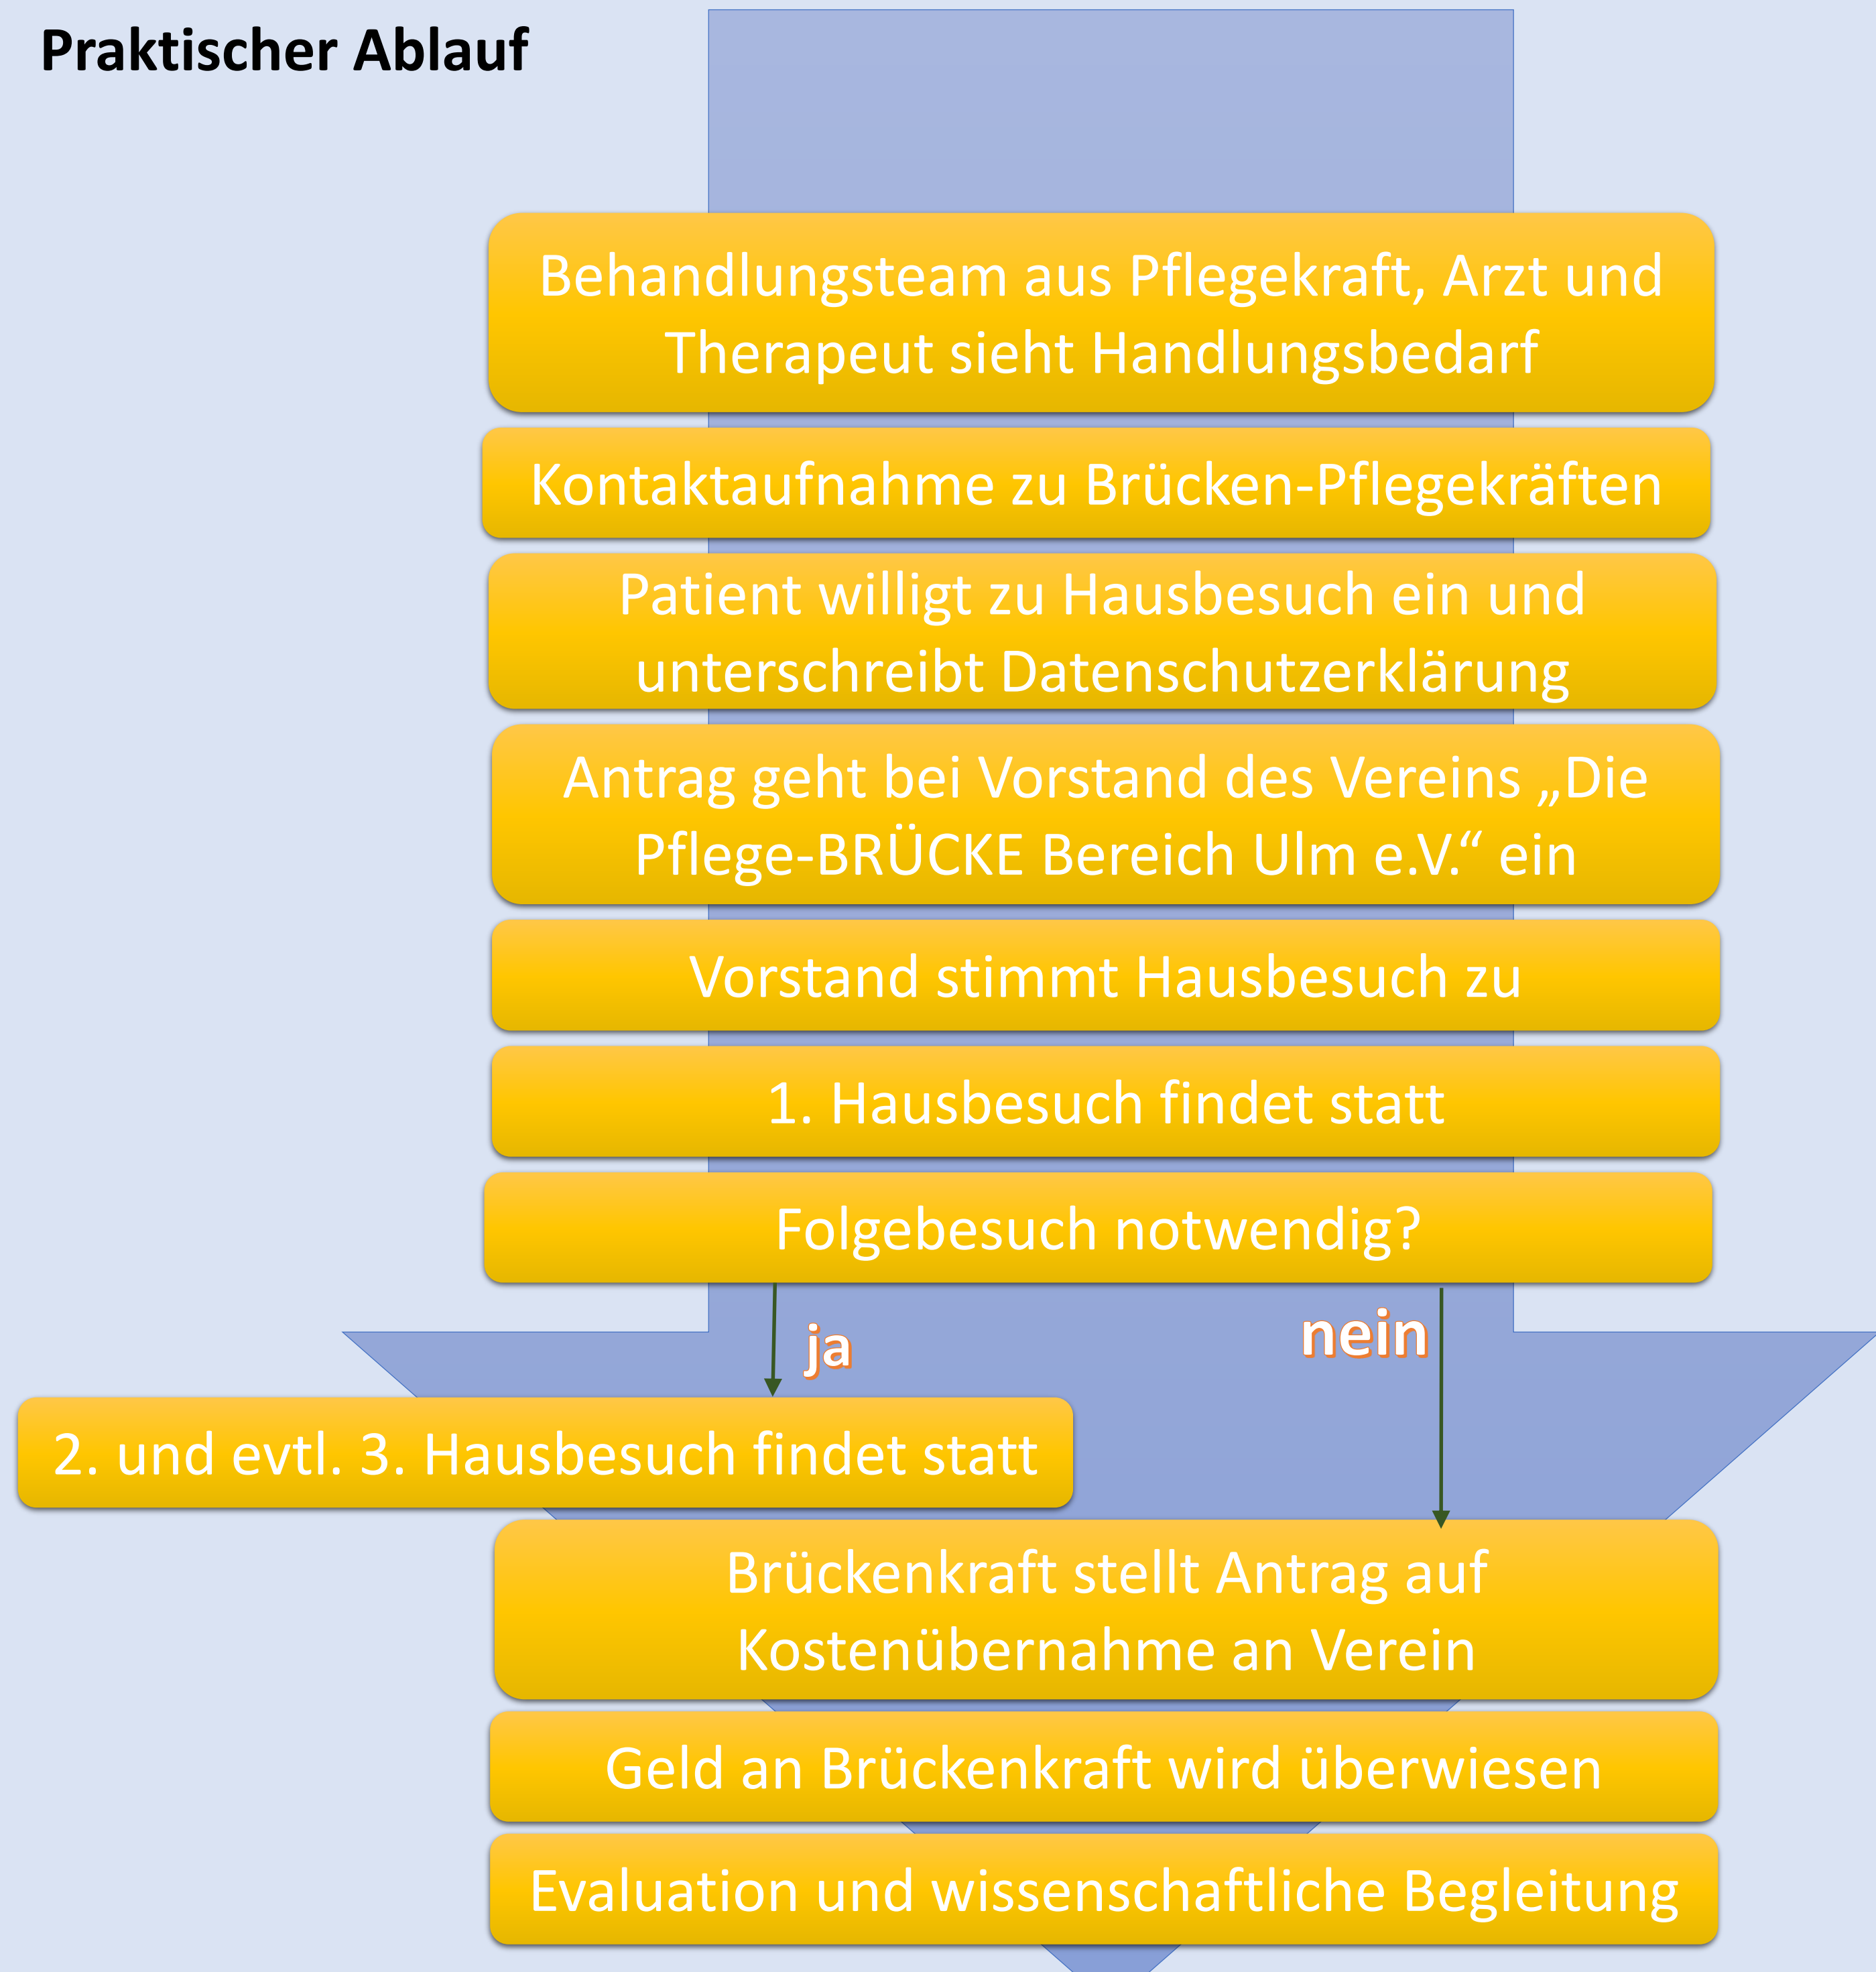 Praktischer Ablauf
Behandlungsteam aus Pflegekraft, Arzt und
Therapeut sieht Handlungsbedarf
Kontaktaufnahme zu Brücken-Pflegekräften
Patient willigt zu Hausbesuch ein und
unterschreibt Datenschutzerklärung
Antrag geht bei Vorstand des Vereins „Die
Pflege-BRÜCKE Bereich Ulm e.V.“ ein
Vorstand stimmt Hausbesuch zu
1. Hausbesuch findet statt
Folgebesuch notwendig?
ja
nein
2. und evtl. 3. Hausbesuch findet statt
Brückenkraft stellt Antrag auf
Kostenübernahme an Verein
Geld an Brückenkraft wird überwiesen
Evaluation und wissenschaftliche Begleitung